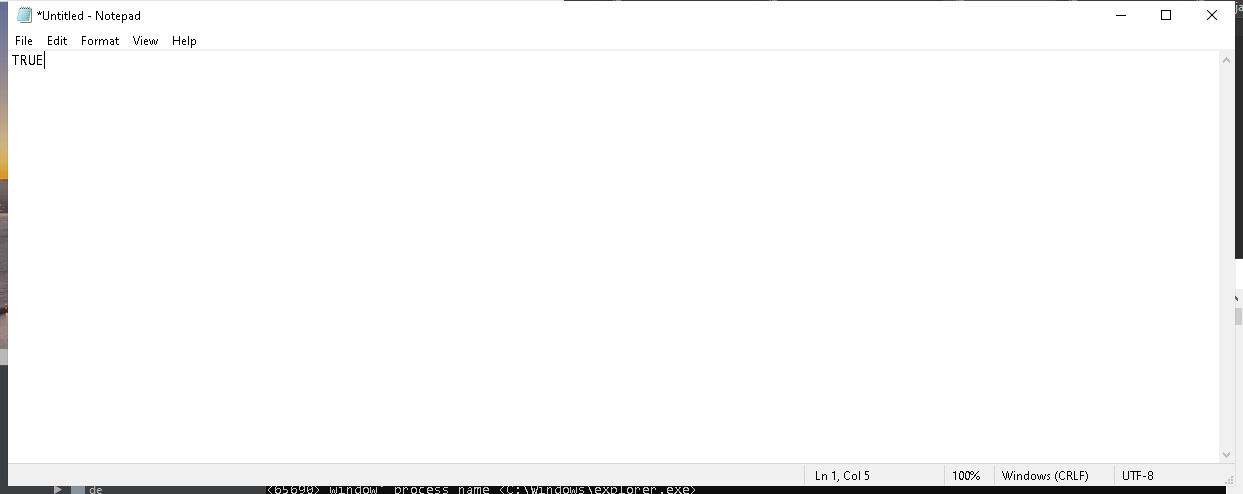 *Untitled - Notepad
File Edit Format View Help
TRUE
Ln 1, Col 5 100% Windows (CRLF) UTF-8
de <65690> window' process name <C:\Windows\explorer.exe>